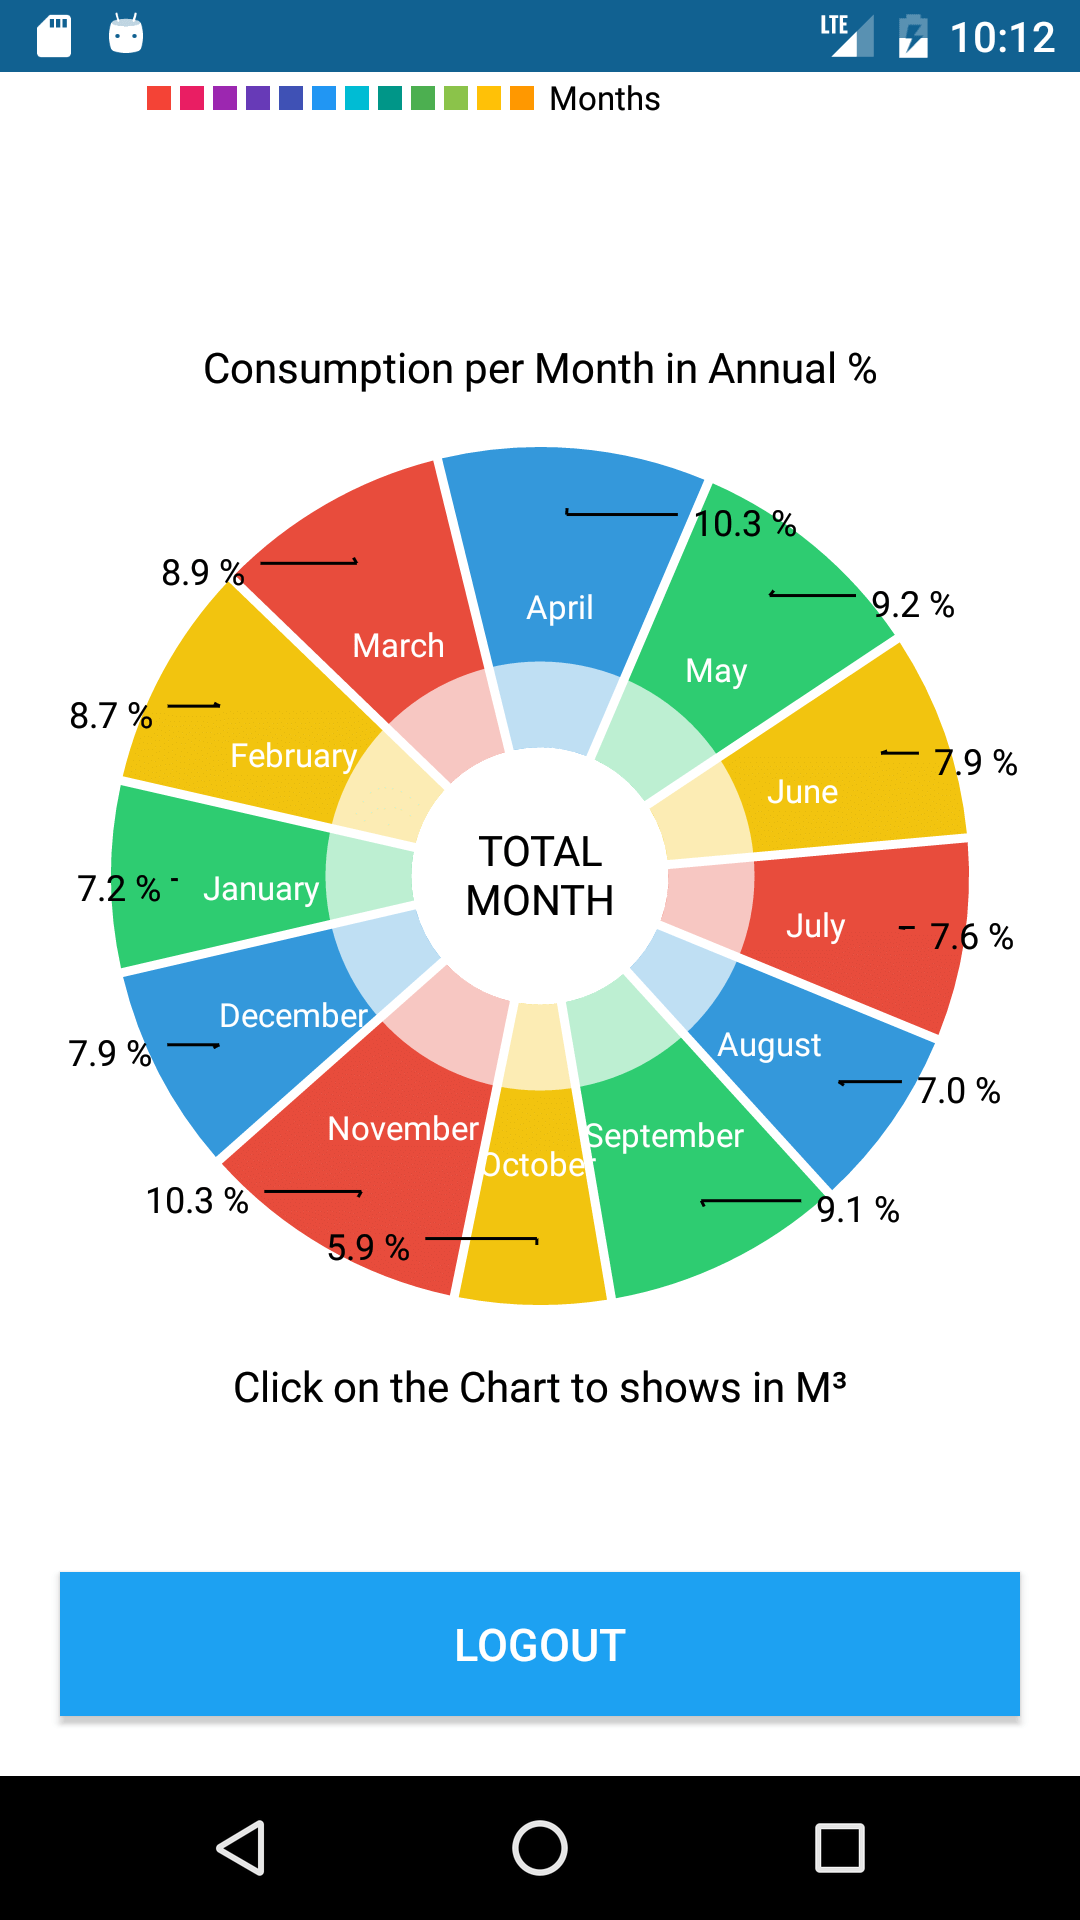 LTE 10:12
Months
Consumption per Month in Annual %
10.3 %
8.9 %
9.2 %
April
March
May
8.7 %
February
7.9 %
June
TOTAL
MONTH
7.2 %
January
July
7.6 %
December
7.9 %
August
7.0 %
November
September
October
10.3 %
9.1 %
5.9 %
Click on the Chart to shows in M³
LOGOUT